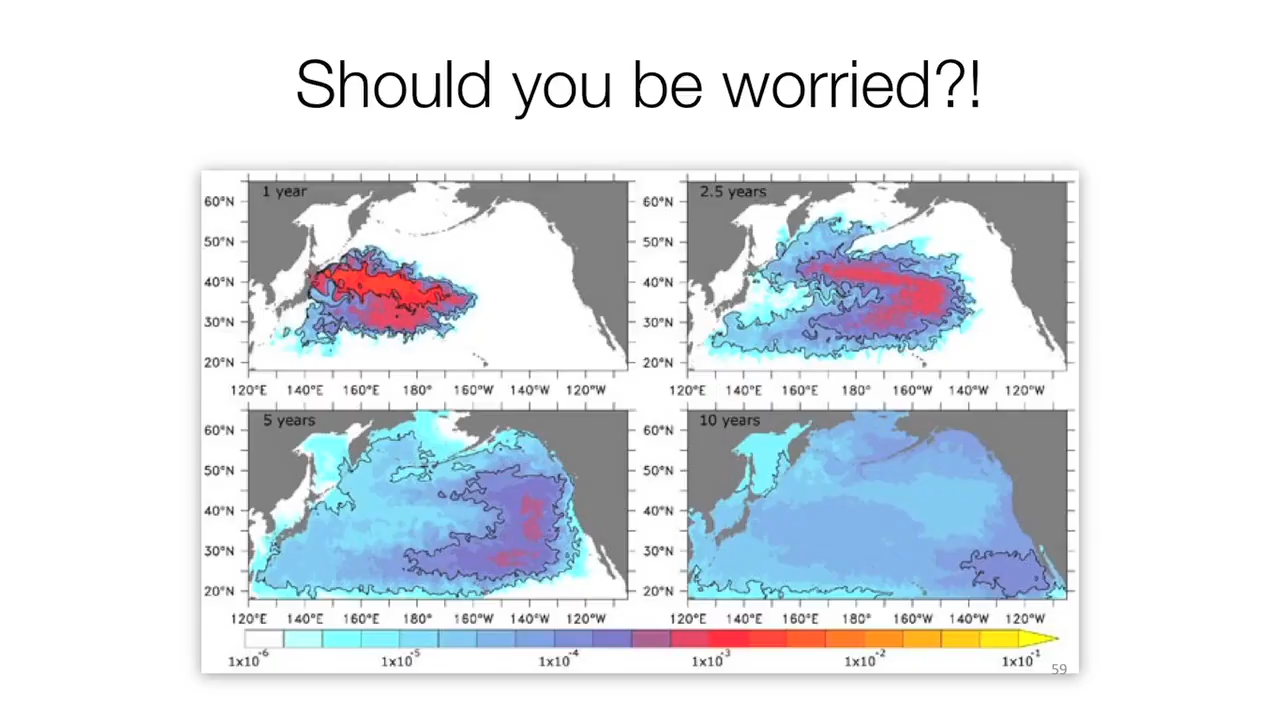 Should you be worried?!
1 year
60°N
50°N
40°N
30°N
20°N
120°E 140°E 160°E 180° 160°W 140°W 120°W
2.5 years
60°N
50°N
40°N
30°N
20°N
120°E 140°E 160°E 180° 160°W 140°W 120°W
5 years
60°N
50°N
40°N
30°N
20°N
120°E 140°E 160°E 180° 160°W 140°W 120°W
10 years
60°N
50°N
40°N
30°N
20°N
120°E 140°E 160°E 180° 160°W 140°W 120°W
1x10⁻⁶ 1x10⁻⁵ 1x10⁻⁴ 1x10⁻³ 1x10⁻² 1x10⁻¹
59